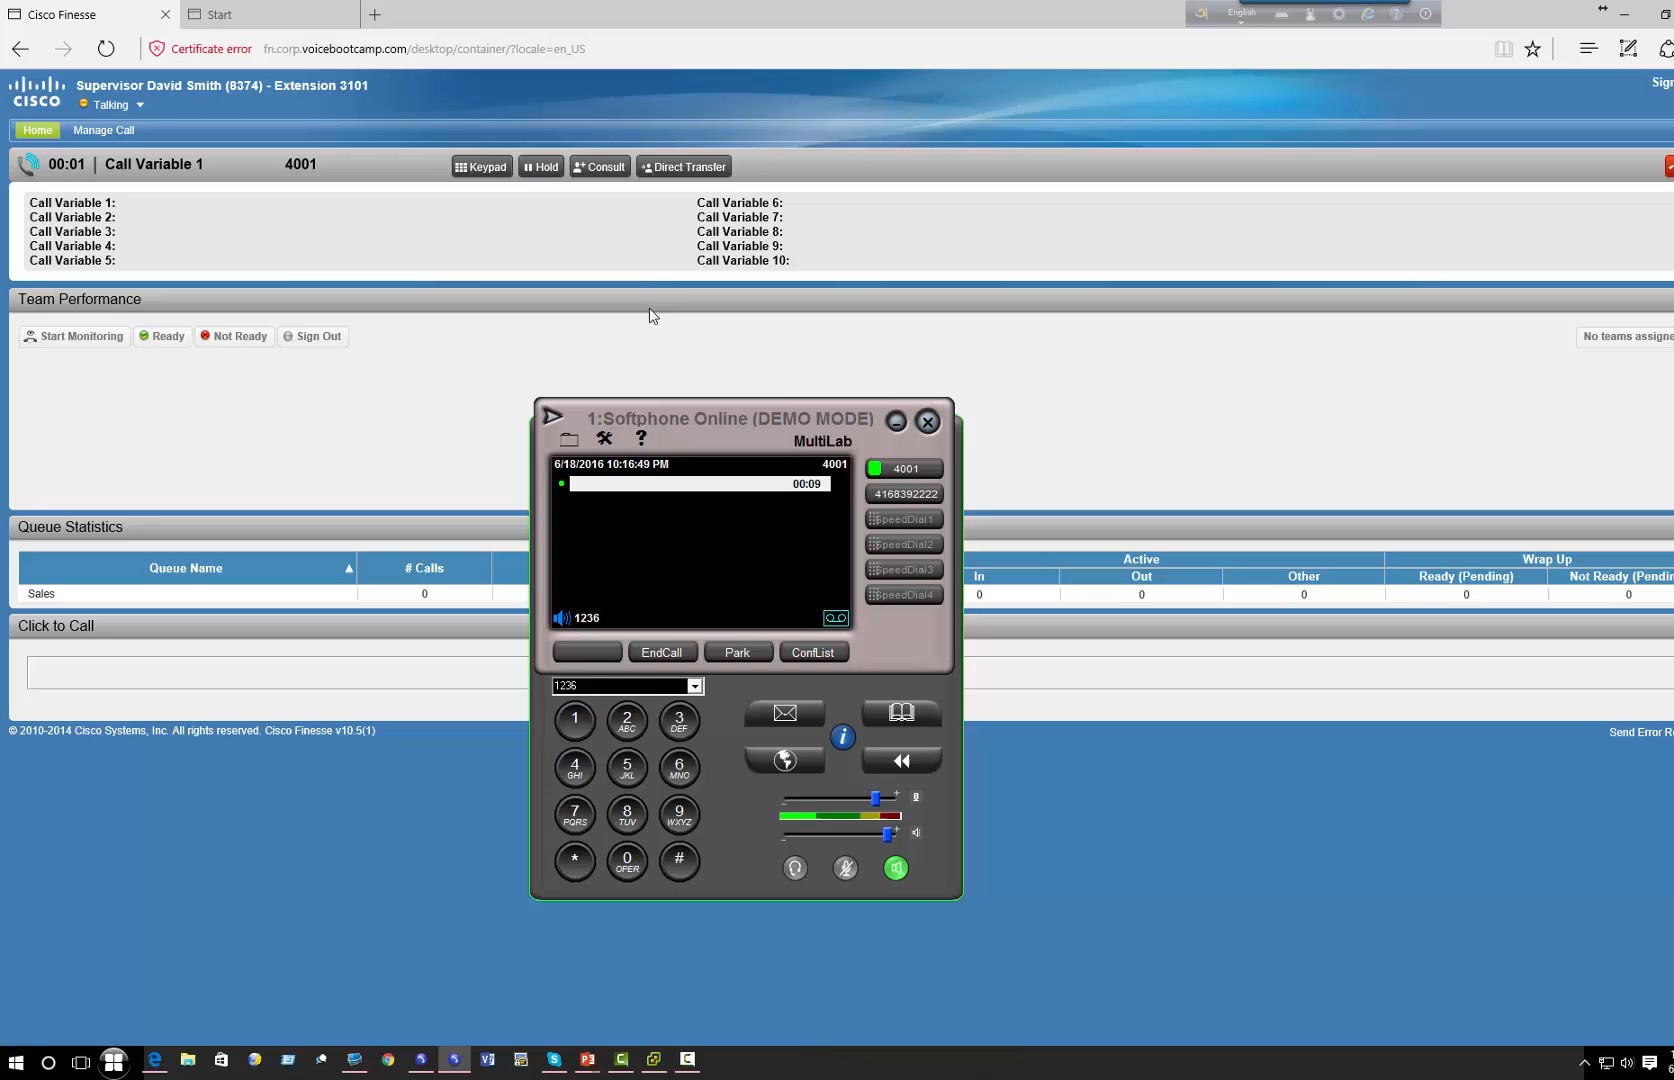 Cisco Finesse
Start
English
Certificate error fn.corp.voicebootcamp.com/desktop/container/?locale=en_US
CISCO
Supervisor David Smith (8374) - Extension 3101
Talking
Sign
Home
Manage Call
00:01 | Call Variable 1 4001
Keypad
Hold
Consult
Direct Transfer
Call Variable 1:
Call Variable 2:
Call Variable 3:
Call Variable 4:
Call Variable 5:
Call Variable 6:
Call Variable 7:
Call Variable 8:
Call Variable 9:
Call Variable 10:
Team Performance
Start Monitoring
Ready
Not Ready
Sign Out
No teams assigne
1:Softphone Online (DEMO MODE)
MultiLab
6/18/2016 10:16:49 PM 4001
00:09
1236
4001
4168392222
SpeedDial1
SpeedDial2
SpeedDial3
SpeedDial4
EndCall
Park
ConfList
1236
1
2 ABC
3 DEF
4 GHI
5 JKL
6 MNO
7 PQRS
8 TUV
9 WXYZ
*
0 OPER
#
Queue Statistics
Queue Name
# Calls
Active
Wrap Up
In
Out
Other
Ready (Pending)
Not Ready (Pendi
Sales 0 0 0 0 0 0
Click to Call
© 2010-2014 Cisco Systems, Inc. All rights reserved. Cisco Finesse v10.5(1)
Send Error Re